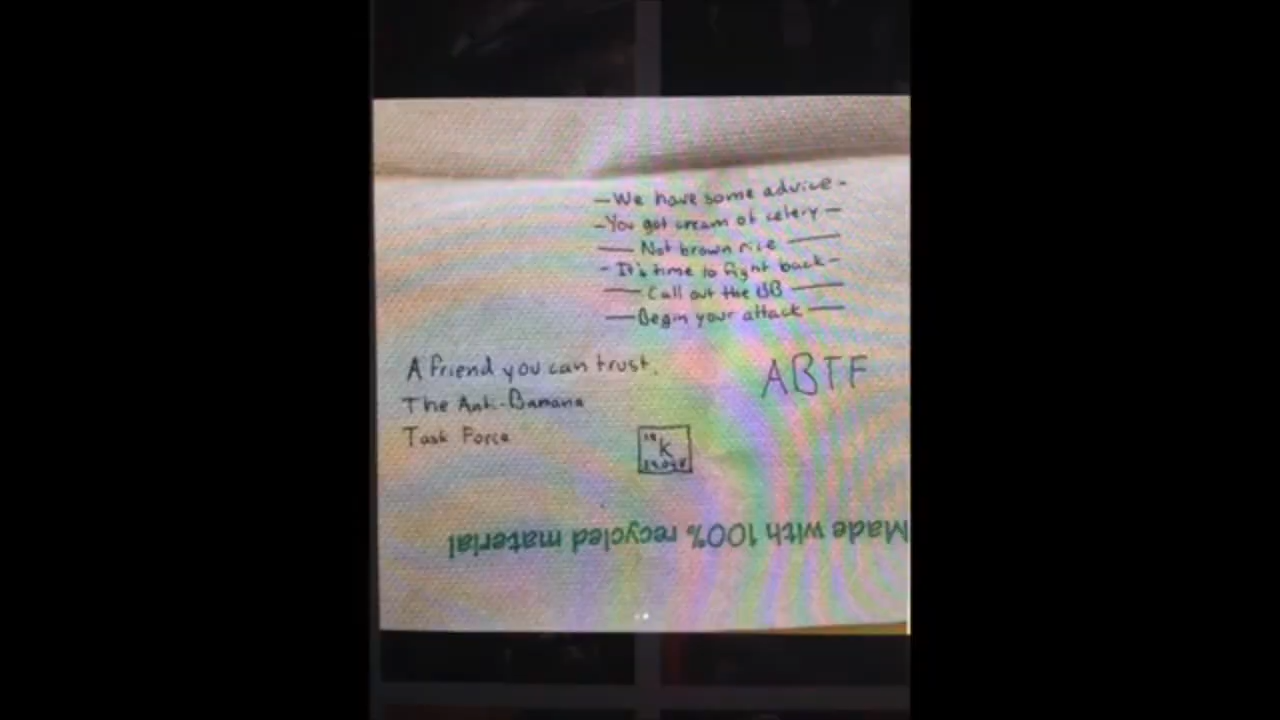 —We have some advice-
-You got cream of celery—
— Not brown rice —
- It's time to fight back-
— Call out the —
—Begin your attack —
A friend you can trust.
The Anti-Banana
Task Force
ABTF
19
K
Made with 100% recycled material